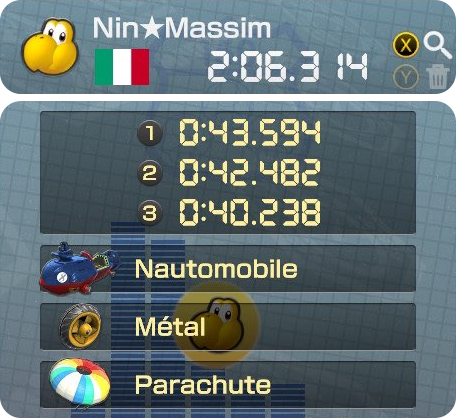 Nin★Massim
X
2:06.314
Y
1 0:43.594
2 0:42.482
3 0:40.238
Nautomobile
Métal
Parachute